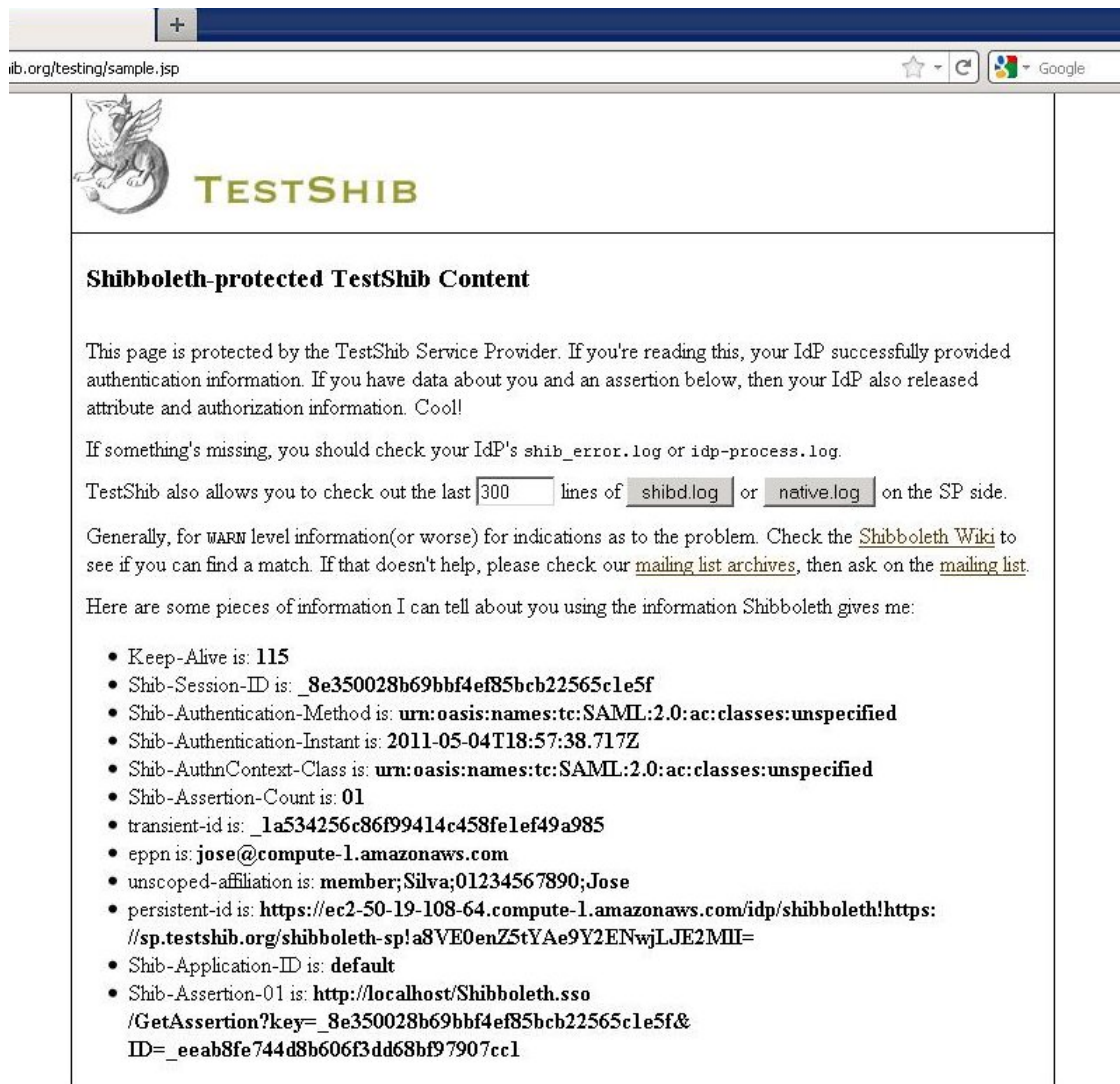 +
ib.org/testing/sample.jsp
Google
TESTSHIB
Shibboleth-protected TestShib Content
This page is protected by the TestShib Service Provider. If you're reading this, your IdP successfully provided
authentication information. If you have data about you and an assertion below, then your IdP also released
attribute and authorization information. Cool!
If something's missing, you should check your IdP's shib_error.log or idp-process.log.
TestShib also allows you to check out the last 300 lines of shibd.log or native.log on the SP side.
Generally, for WARN level information(or worse) for indications as to the problem. Check the Shibboleth Wiki to
see if you can find a match. If that doesn't help, please check our mailing list archives, then ask on the mailing list.
Here are some pieces of information I can tell about you using the information Shibboleth gives me:
• Keep-Alive is: 115
• Shib-Session-ID is: _8e350028b69bbf4ef85bcb22565c1e5f
• Shib-Authentication-Method is: urn:oasis:names:tc:SAML:2.0:ac:classes:unspecified
• Shib-Authentication-Instant is: 2011-05-04T18:57:38.717Z
• Shib-AuthnContext-Class is: urn:oasis:names:tc:SAML:2.0:ac:classes:unspecified
• Shib-Assertion-Count is: 01
• transient-id is: _1a534256c86f99414c458fe1ef49a985
• eppn is: jose@compute-1.amazonaws.com
• unscoped-affiliation is: member;Silva;01234567890;Jose
• persistent-id is: https://ec2-50-19-108-64.compute-1.amazonaws.com/idp/shibboleth!https:
//sp.testshib.org/shibboleth-sp!a8VE0enZ5tYAe9Y2ENwjLJE2MII=
• Shib-Application-ID is: default
• Shib-Assertion-01 is: http://localhost/Shibboleth.sso
/GetAssertion?key=_8e350028b69bbf4ef85bcb22565c1e5f&
ID=_eeab8fe744d8b606f3dd68bf97907cc1